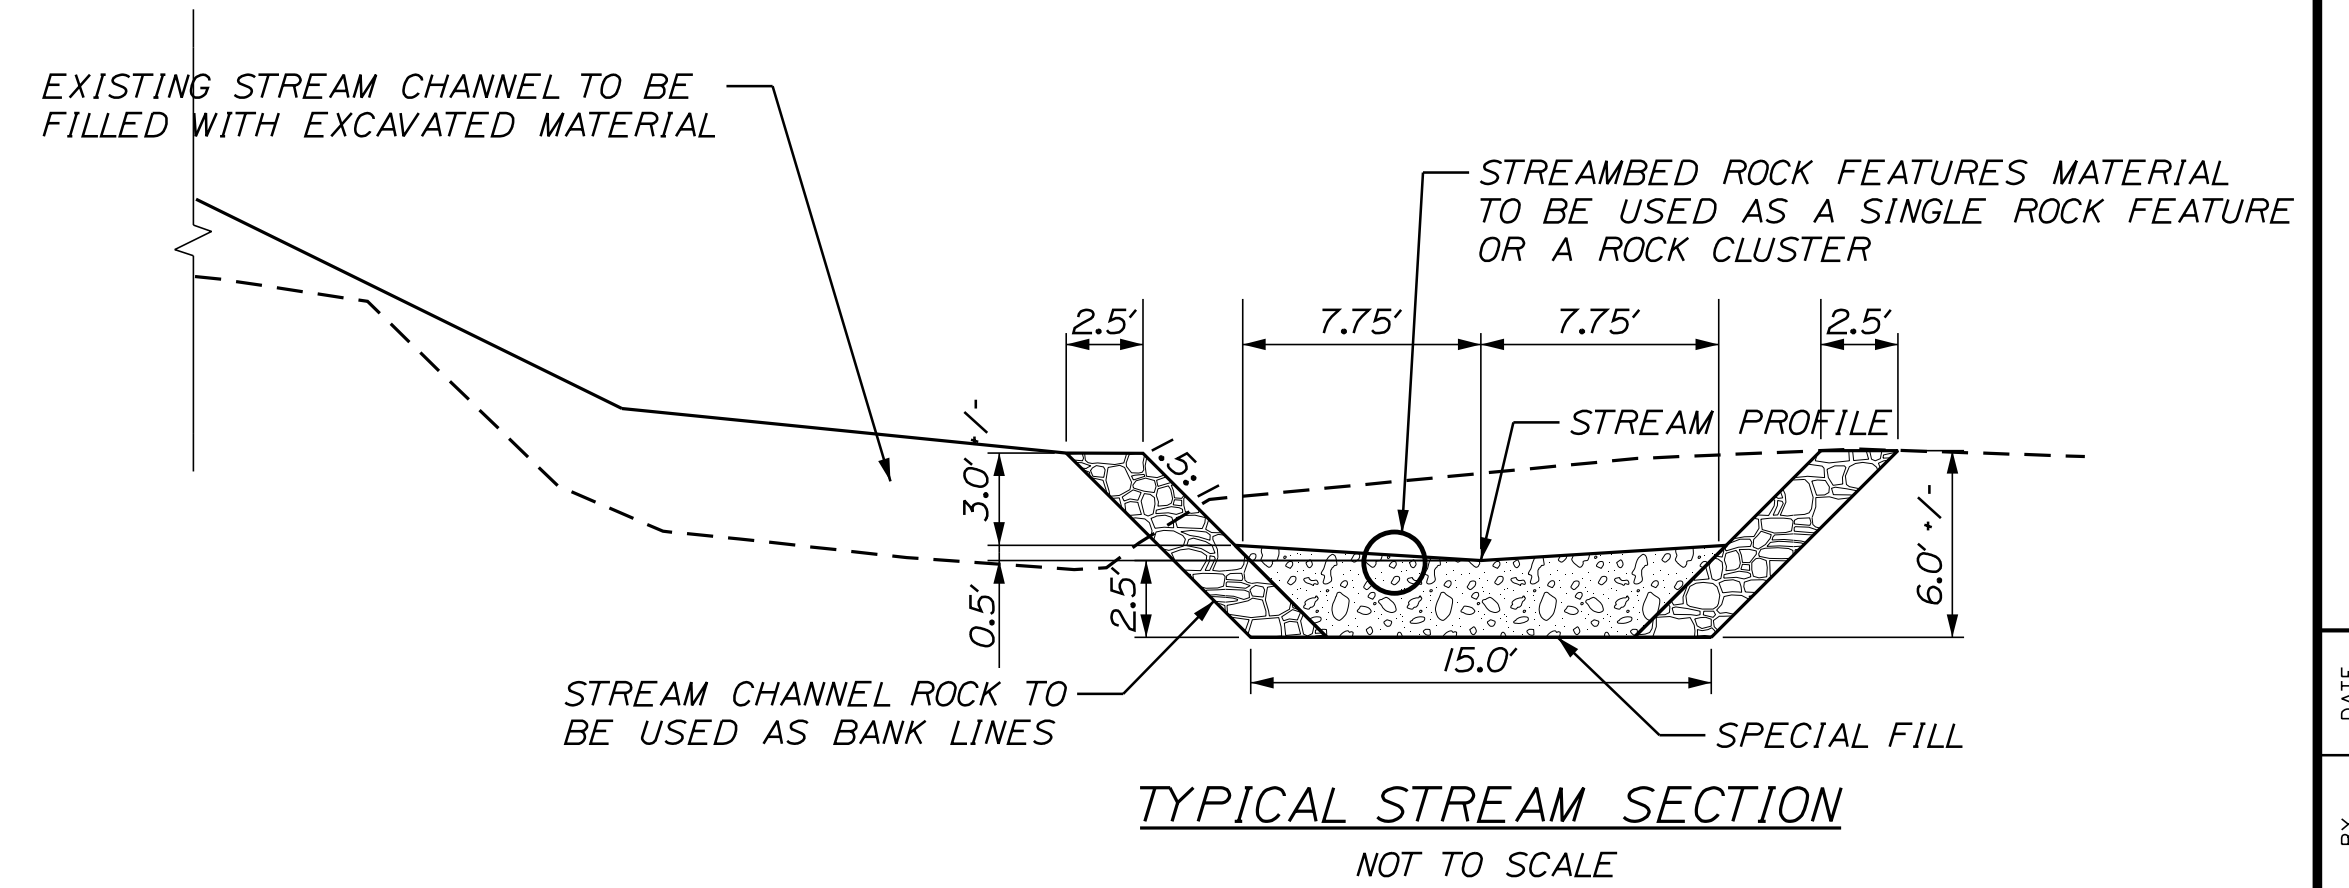 EXISTING STREAM CHANNEL TO BE
FILLED WITH EXCAVATED MATERIAL
STREAMBED ROCK FEATURES MATERIAL
TO BE USED AS A SINGLE ROCK FEATURE
OR A ROCK CLUSTER
2.5'
7.75'
7.75'
2.5'
STREAM PROFILE
3.0' +/-
1.5:1
6.0' +/-
0.5'
2.5'
15.0'
STREAM CHANNEL ROCK TO
BE USED AS BANK LINES
SPECIAL FILL
TYPICAL STREAM SECTION
NOT TO SCALE
DATE
BY